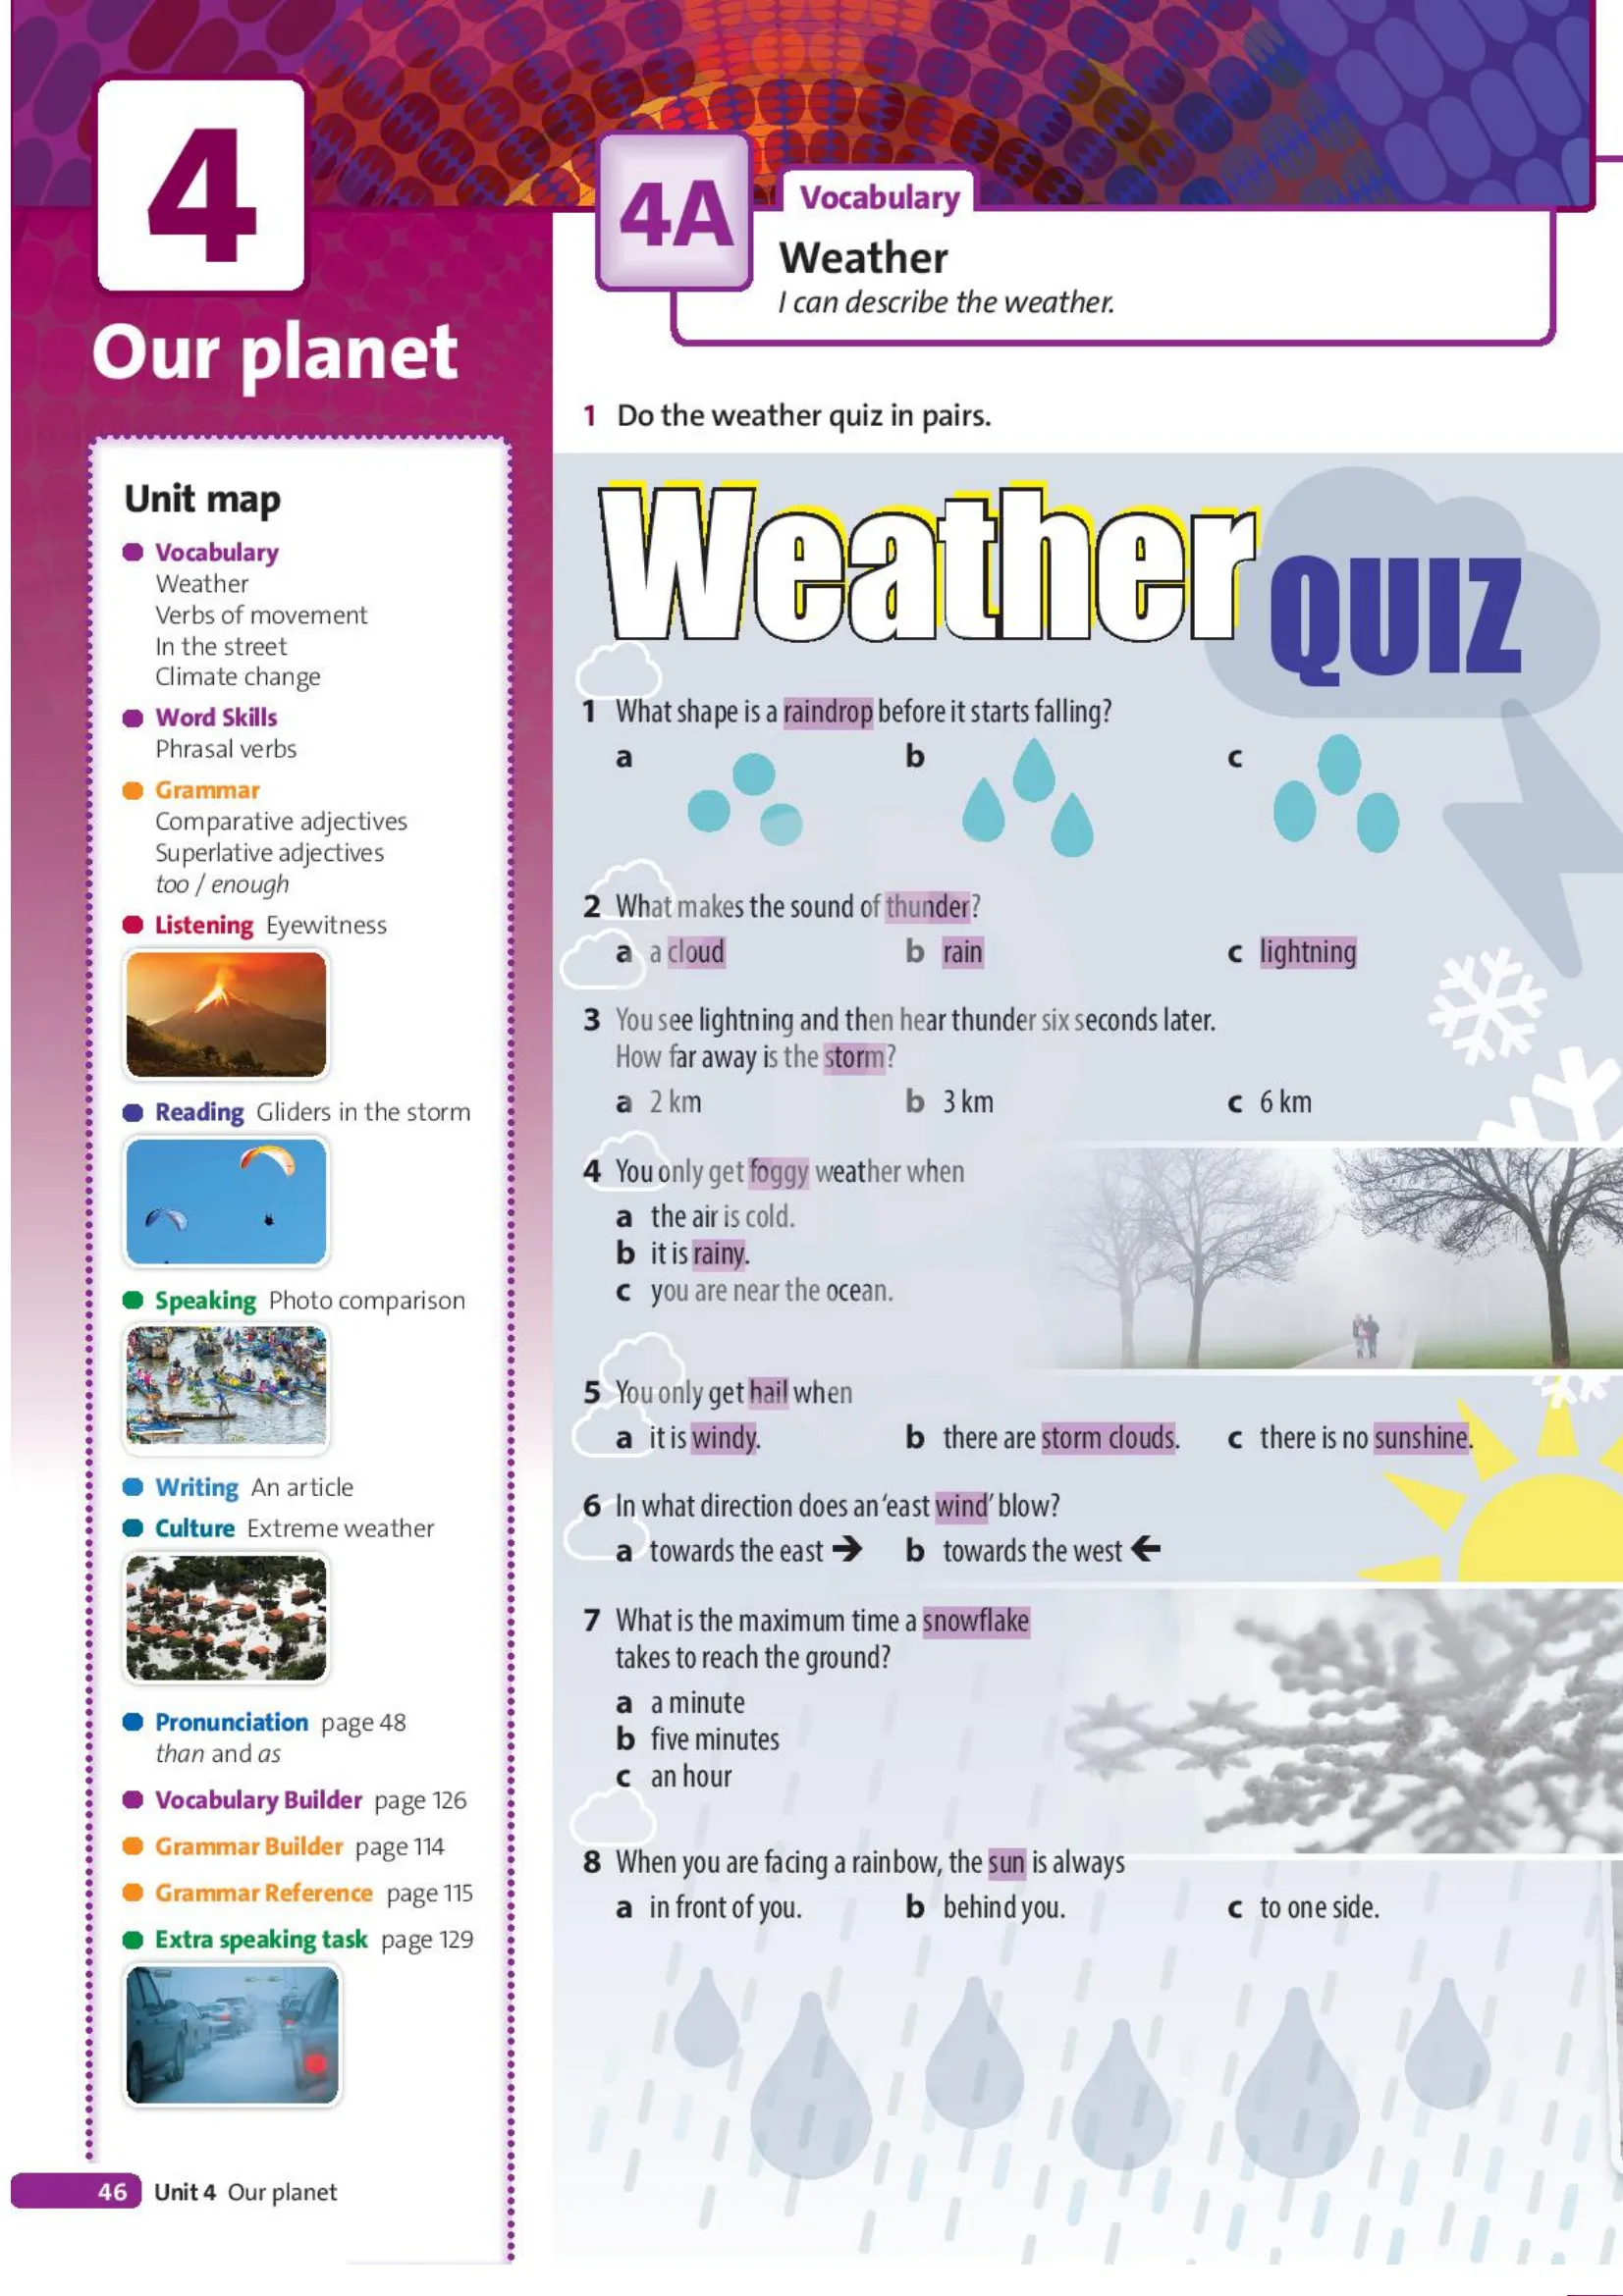 4
Our planet
Unit map
Vocabulary
Weather
Verbs of movement
In the street
Climate change
Word Skills
Phrasal verbs
Grammar
Comparative adjectives
Superlative adjectives
too / enough
Listening Eyewitness
Reading Gliders in the storm
Speaking Photo comparison
Writing An article
Culture Extreme weather
Pronunciation page 48
than and as
Vocabulary Builder page 126
Grammar Builder page 114
Grammar Reference page 115
Extra speaking task page 129
46 Unit 4 Our planet
4A Vocabulary
Weather
I can describe the weather.
1 Do the weather quiz in pairs.
Weather QUIZ
1 What shape is a raindrop before it starts falling?
a b c
2 What makes the sound of thunder?
a a cloud b rain c lightning
3 You see lightning and then hear thunder six seconds later.
How far away is the storm?
a 2 km b 3 km c 6 km
4 You only get foggy weather when
a the air is cold.
b it is rainy.
c you are near the ocean.
5 You only get hail when
a it is windy. b there are storm clouds. c there is no sunshine.
6 In what direction does an ‘east wind’ blow?
a towards the east ➔ b towards the west ←
7 What is the maximum time a snowflake
takes to reach the ground?
a a minute
b five minutes
c an hour
8 When you are facing a rainbow, the sun is always
a in front of you. b behind you. c to one side.